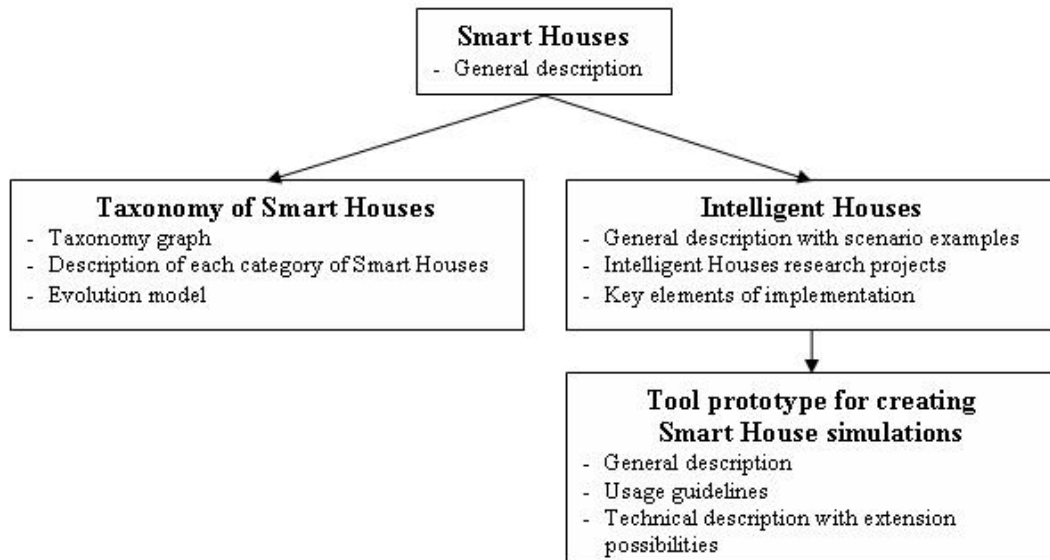 Smart Houses
- General description
Taxonomy of Smart Houses
- Taxonomy graph
- Description of each category of Smart Houses
- Evolution model
Intelligent Houses
- General description with scenario examples
- Intelligent Houses research projects
- Key elements of implementation
Tool prototype for creating
Smart House simulations
- General description
- Usage guidelines
- Technical description with extension
possibilities